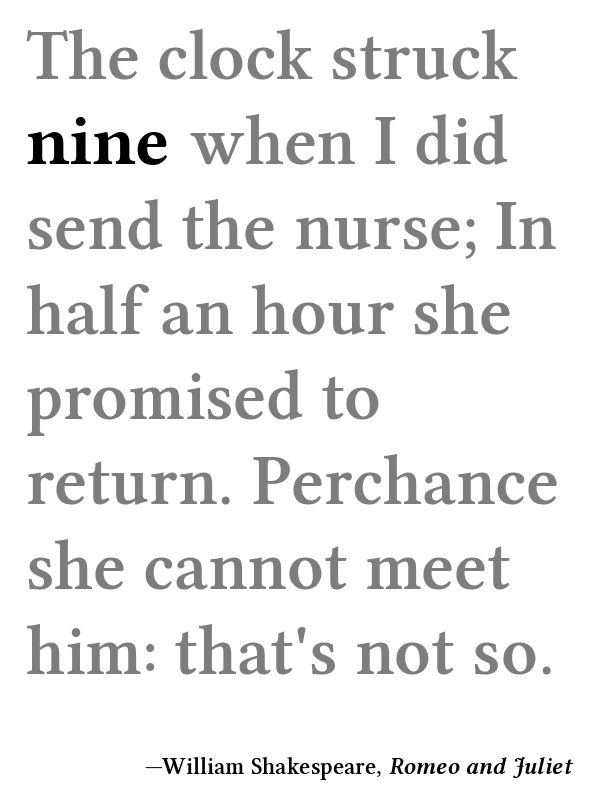 The clock struck
nine when I did
send the nurse; In
half an hour she
promised to
return. Perchance
she cannot meet
him: that's not so.
—William Shakespeare, Romeo and Juliet